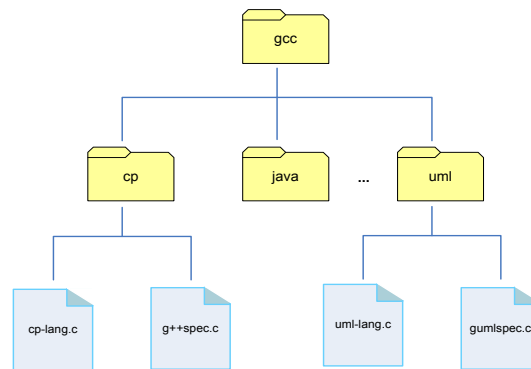 gcc
cp
java
...
uml
cp-lang.c
g++spec.c
uml-lang.c
gumlspec.c